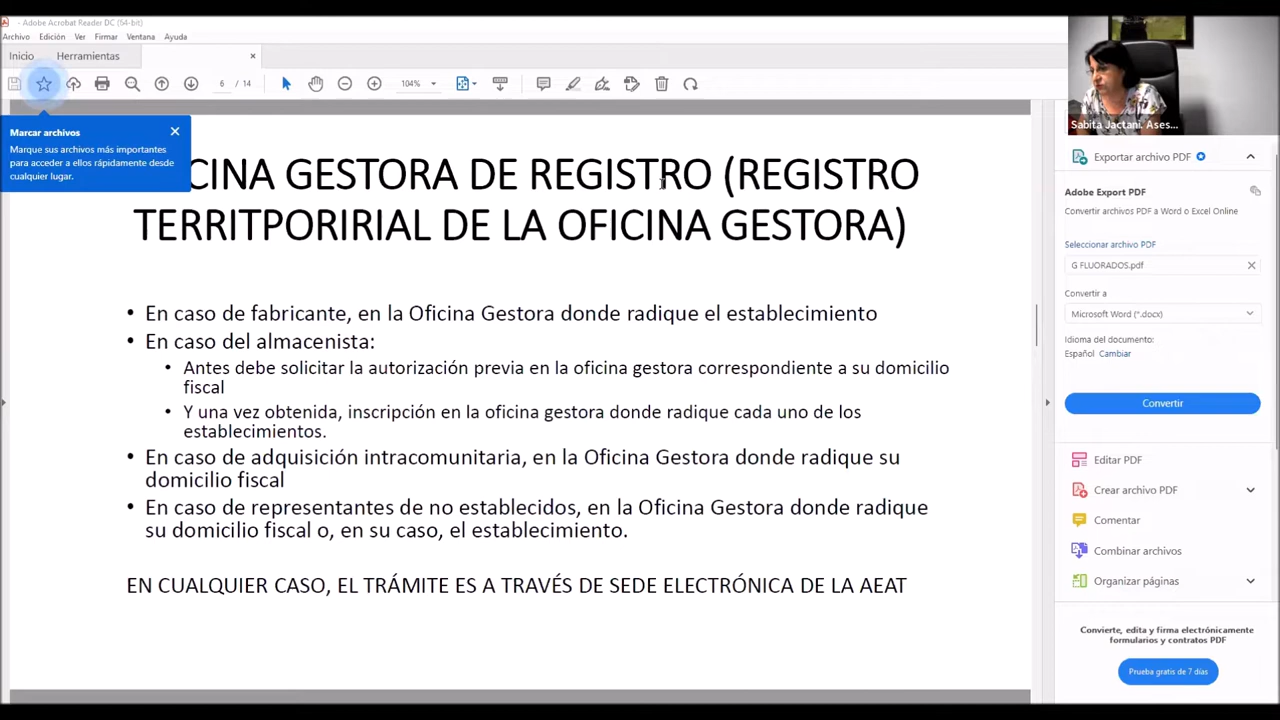 - Adobe Acrobat Reader DC (64-bit)
Archivo Edición Ver Firmar Ventana Ayuda
Inicio Herramientas ×
6 / 14 104%
Marcar archivos
Marque sus archivos más importantes
para acceder a ellos rápidamente desde
cualquier lugar.
CINA GESTORA DE REGISTRO (REGISTRO
TERRITPORIRIAL DE LA OFICINA GESTORA)
• En caso de fabricante, en la Oficina Gestora donde radique el establecimiento
• En caso del almacenista:
• Antes debe solicitar la autorización previa en la oficina gestora correspondiente a su domicilio
fiscal
• Y una vez obtenida, inscripción en la oficina gestora donde radique cada uno de los
establecimientos.
• En caso de adquisición intracomunitaria, en la Oficina Gestora donde radique su
domicilio fiscal
• En caso de representantes de no establecidos, en la Oficina Gestora donde radique
su domicilio fiscal o, en su caso, el establecimiento.
EN CUALQUIER CASO, EL TRÁMITE ES A TRAVÉS DE SEDE ELECTRÓNICA DE LA AEAT
Sabita Jactani. Ases...
Exportar archivo PDF
Adobe Export PDF
Convertir archivos PDF a Word o Excel Online
Seleccionar archivo PDF
G FLUORADOS.pdf
Convertir a
Microsoft Word (*.docx)
Idioma del documento:
Español Cambiar
Convertir
Editar PDF
Crear archivo PDF
Comentar
Combinar archivos
Organizar páginas
Convierte, edita y firma electrónicamente
formularios y contratos PDF
Prueba gratis de 7 días